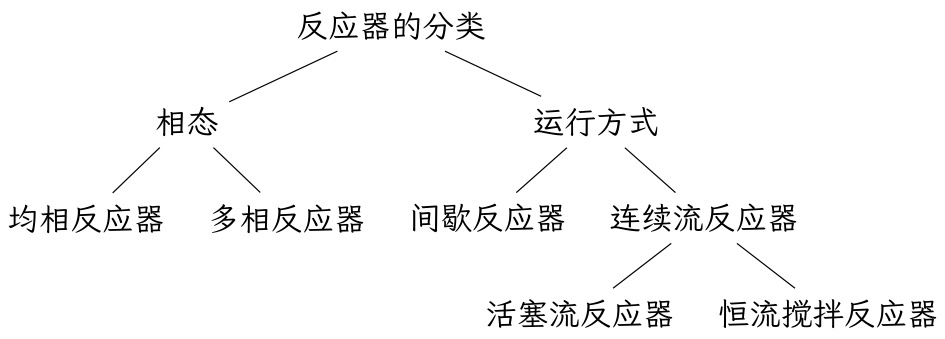 反应器的分类
相态
运行方式
均相反应器
多相反应器
间歇反应器
连续流反应器
活塞流反应器
恒流搅拌反应器